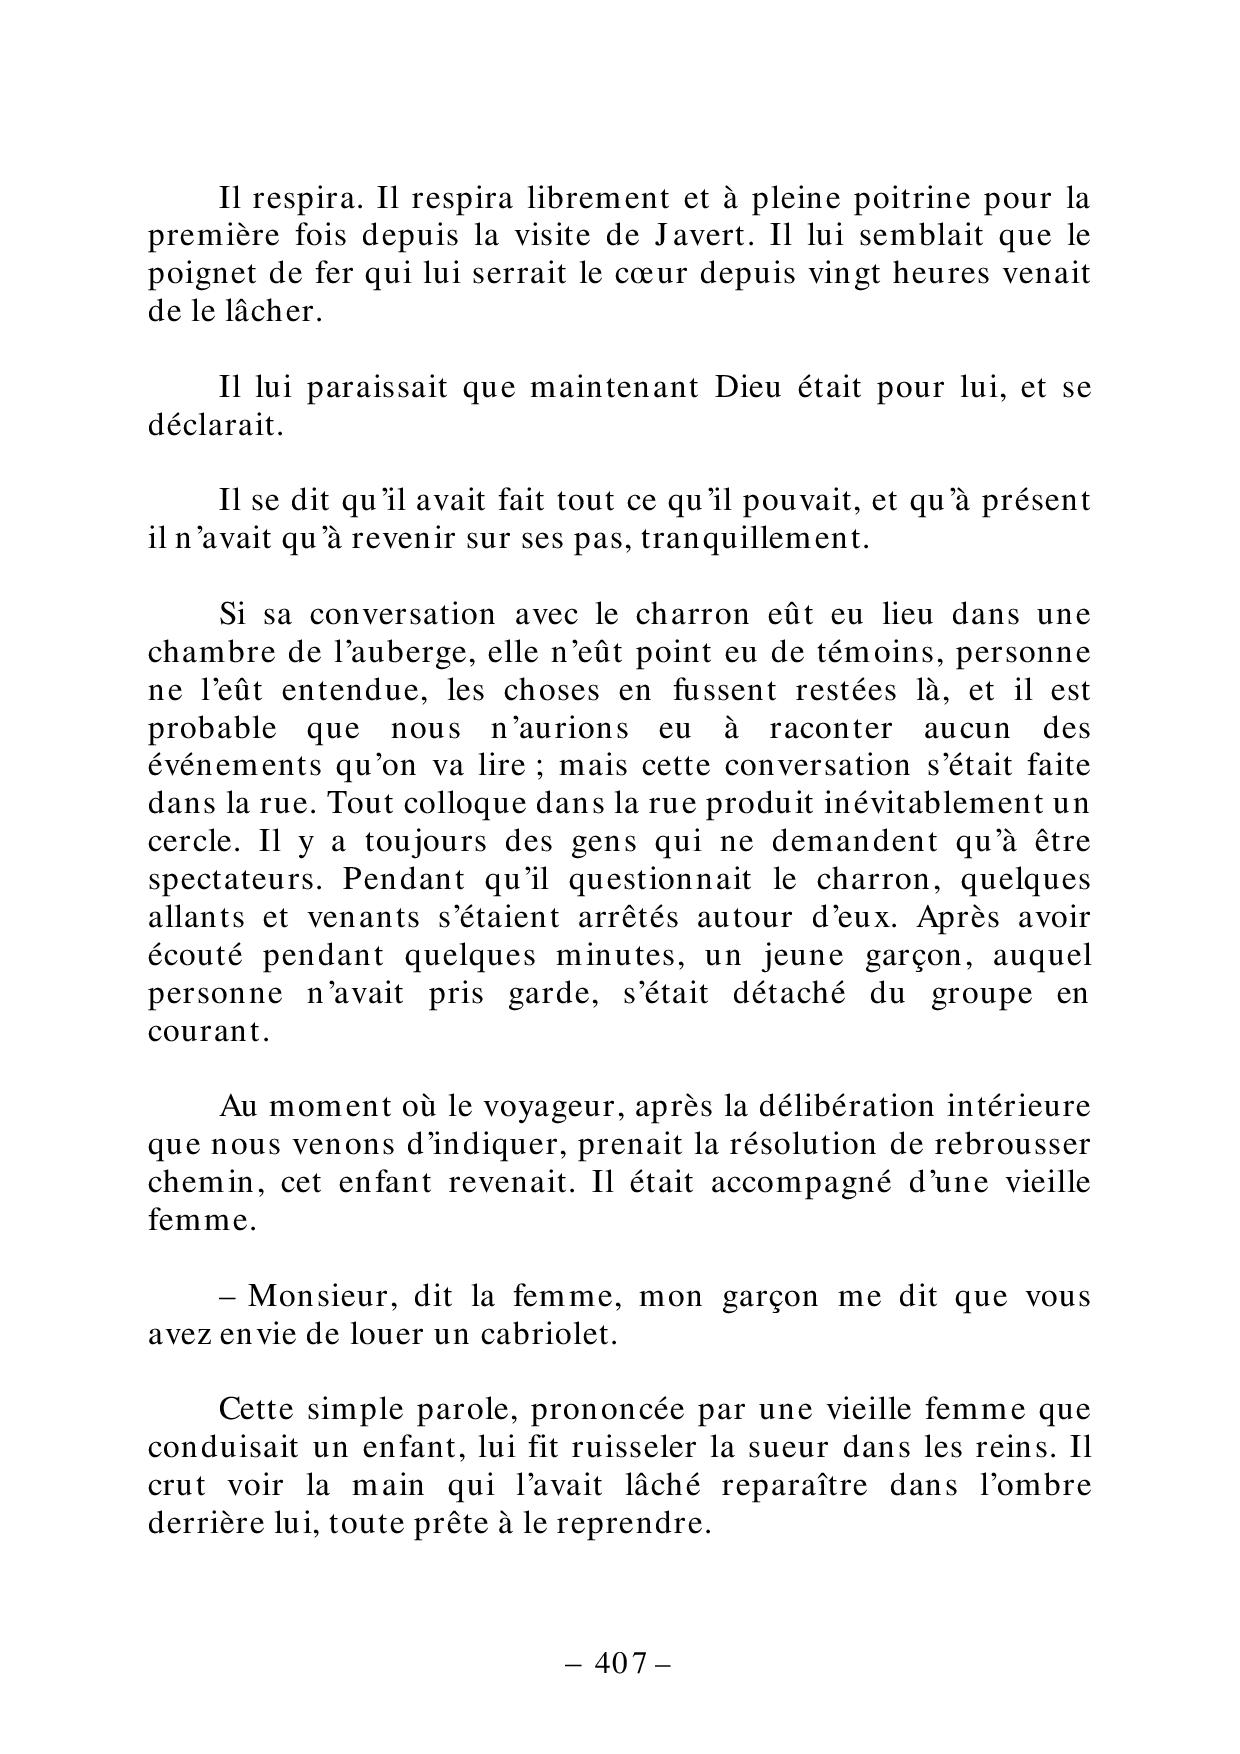 Il respira. Il respira librement et à pleine poitrine pour la
première fois depuis la visite de Javert. Il lui semblait que le
poignet de fer qui lui serrait le cœur depuis vingt heures venait
de le lâcher.
Il lui paraissait que maintenant Dieu était pour lui, et se
déclarait.
Il se dit qu’il avait fait tout ce qu’il pouvait, et qu’à présent
il n’avait qu’à revenir sur ses pas, tranquillement.
Si sa conversation avec le charron eût eu lieu dans une
chambre de l’auberge, elle n’eût point eu de témoins, personne
ne l’eût entendue, les choses en fussent restées là, et il est
probable que nous n’aurions eu à raconter aucun des
événements qu’on va lire ; mais cette conversation s’était faite
dans la rue. Tout colloque dans la rue produit inévitablement un
cercle. Il y a toujours des gens qui ne demandent qu’à être
spectateurs. Pendant qu’il questionnait le charron, quelques
allants et venants s’étaient arrêtés autour d’eux. Après avoir
écouté pendant quelques minutes, un jeune garçon, auquel
personne n’avait pris garde, s’était détaché du groupe en
courant.
Au moment où le voyageur, après la délibération intérieure
que nous venons d’indiquer, prenait la résolution de rebrousser
chemin, cet enfant revenait. Il était accompagné d’une vieille
femme.
– Monsieur, dit la femme, mon garçon me dit que vous
avez envie de louer un cabriolet.
Cette simple parole, prononcée par une vieille femme que
conduisait un enfant, lui fit ruisseler la sueur dans les reins. Il
crut voir la main qui l’avait lâché reparaître dans l’ombre
derrière lui, toute prête à le reprendre.
– 407 –